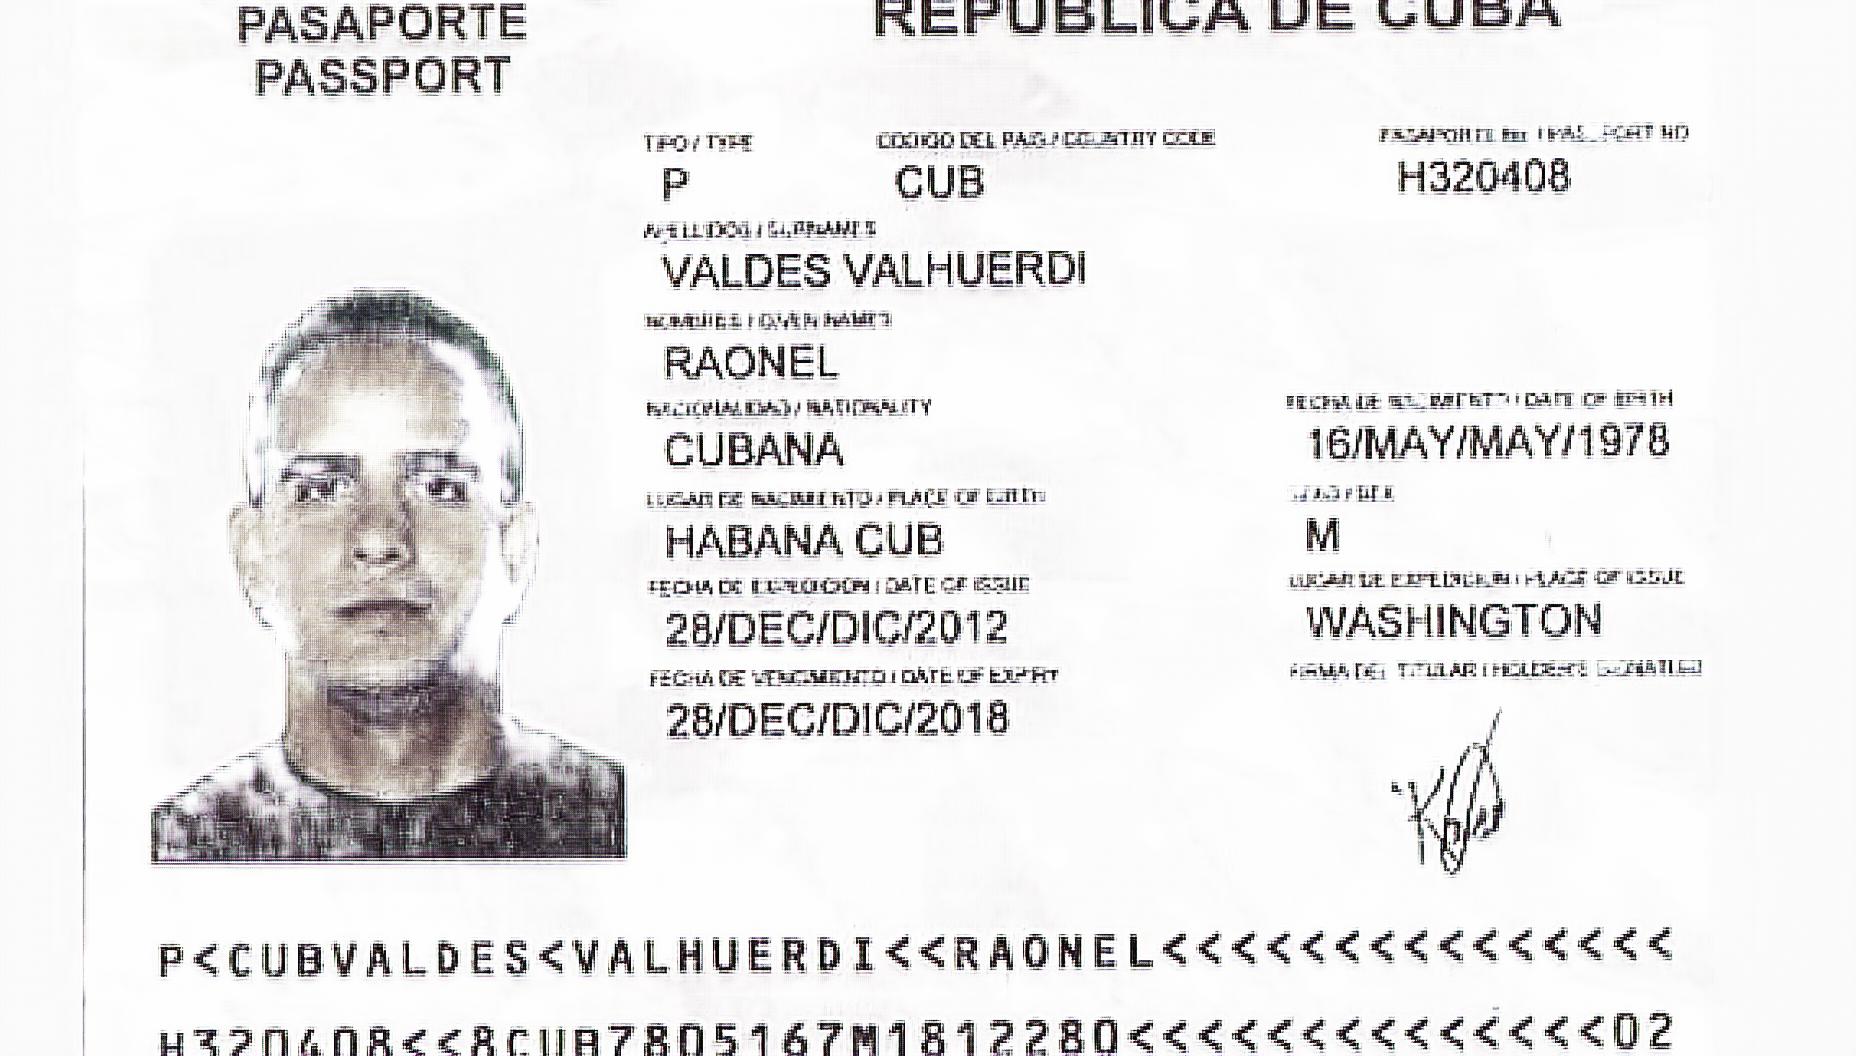 PASAPORTE
PASSPORT
REPUBLICA DE CUBA
TIPO / TYPE
CODIGO DEL PAIS / COUNTRY CODE
PASAPORTE No / PASSPORT NO
P
CUB
H320408
APELLIDOS / SURNAMES
VALDES VALHUERDI
NOMBRES / GIVEN NAMES
RAONEL
NACIONALIDAD / NATIONALITY
FECHA DE NACIMIENTO / DATE OF BIRTH
CUBANA
16/MAY/MAY/1978
LUGAR DE NACIMIENTO / PLACE OF BIRTH
SEXO / SEX
HABANA CUB
M
FECHA DE EXPEDICION / DATE OF ISSUE
LUGAR DE EXPEDICION / PLACE OF ISSUE
28/DEC/DIC/2012
WASHINGTON
FECHA DE VENCIMIENTO / DATE OF EXPIRY
FIRMA DEL TITULAR / HOLDER'S
28/DEC/DIC/2018
P<CUBVALDES<VALHUERDI<<RAONEL<<<<<<<<<<<<<<<
H320408<<8CUB7805167M1812280<<<<<<<<<<<<<<02